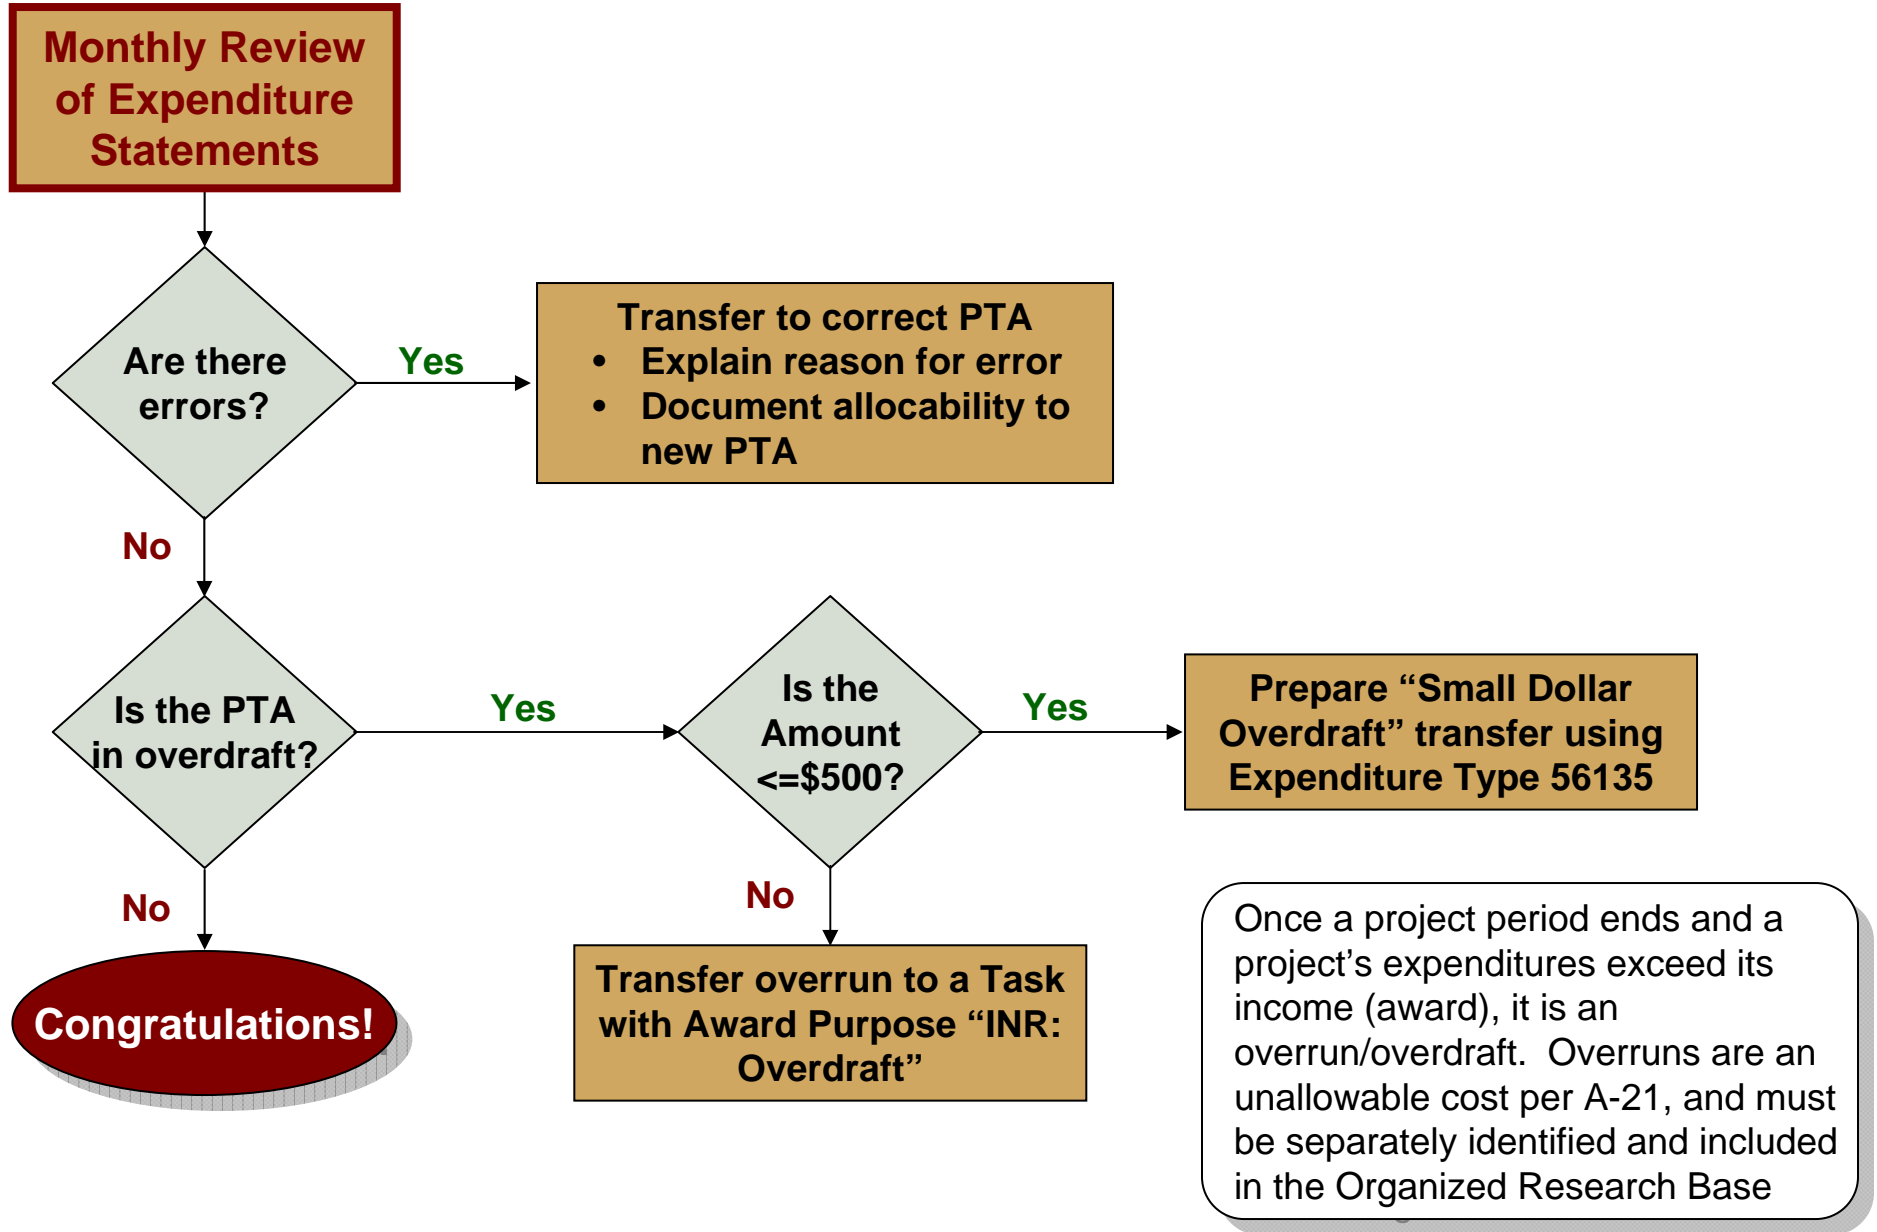 Monthly Review
of Expenditure
Statements
Are there
errors?
Yes
Transfer to correct PTA
• Explain reason for error
• Document allocability to
new PTA
No
Is the PTA
in overdraft?
Yes
Is the
Amount
<=$500?
Yes
Prepare “Small Dollar
Overdraft” transfer using
Expenditure Type 56135
No
Congratulations!
No
Transfer overrun to a Task
with Award Purpose “INR:
Overdraft”
Once a project period ends and a
project’s expenditures exceed its
income (award), it is an
overrun/overdraft.  Overruns are an
unallowable cost per A-21, and must
be separately identified and included
in the Organized Research Base